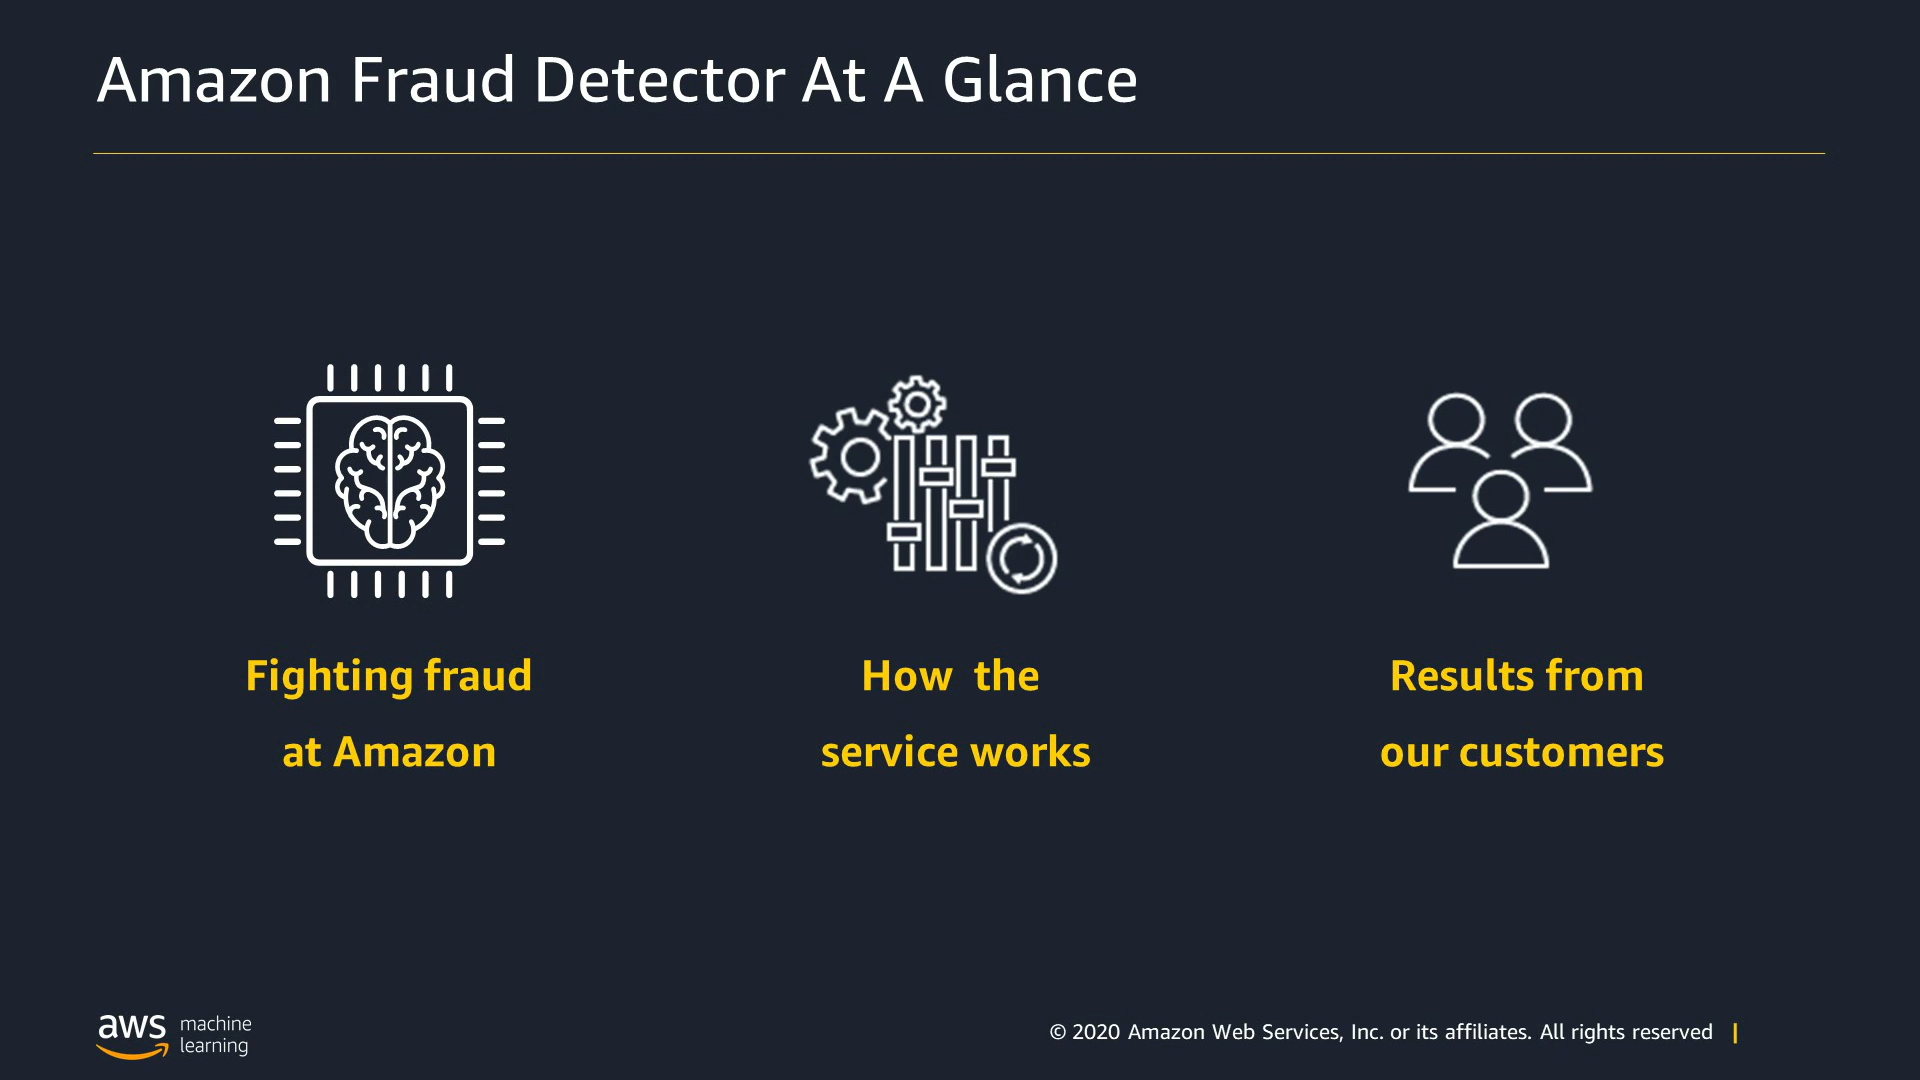 Amazon Fraud Detector At A Glance
Fighting fraud
at Amazon
How the
service works
Results from
our customers
aws machine
learning
© 2020 Amazon Web Services, Inc. or its affiliates. All rights reserved |